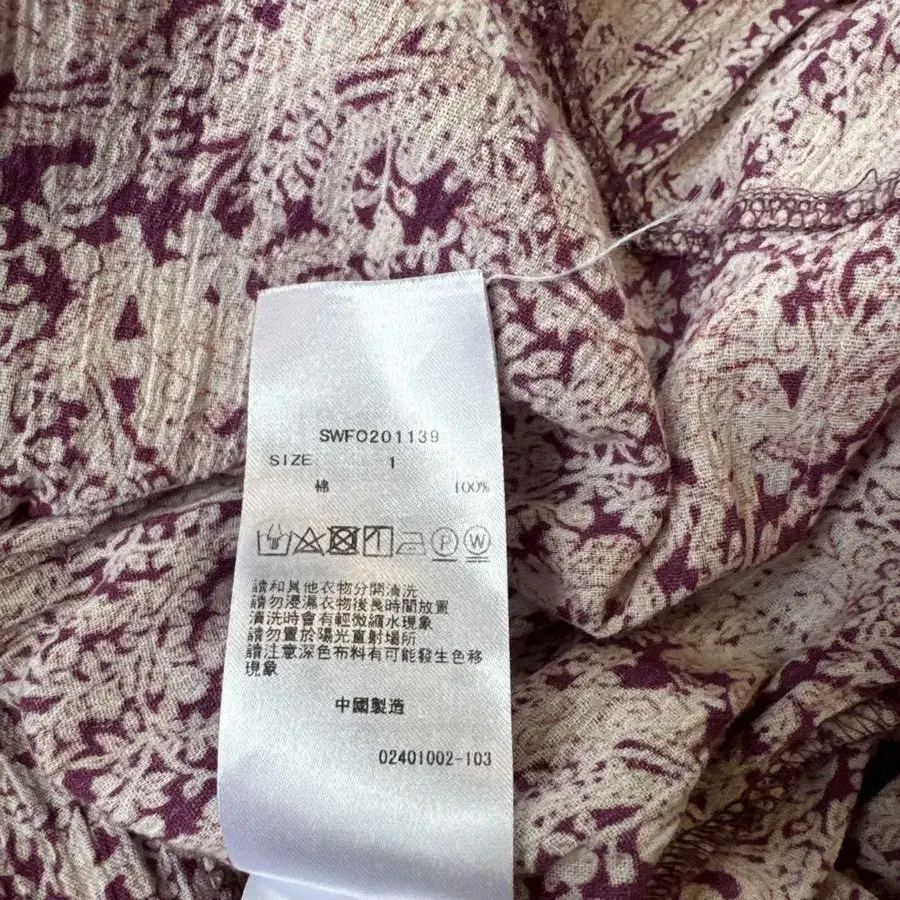 SWF0201139
SIZE 1
棉 100%
P W
請和其他衣物分開清洗
請勿浸濕衣物後長時間放置
清洗時會有輕微縮水現象
請勿置於陽光直射場所
請注意深色布料有可能發生色移
現象
中國製造
02401002-103